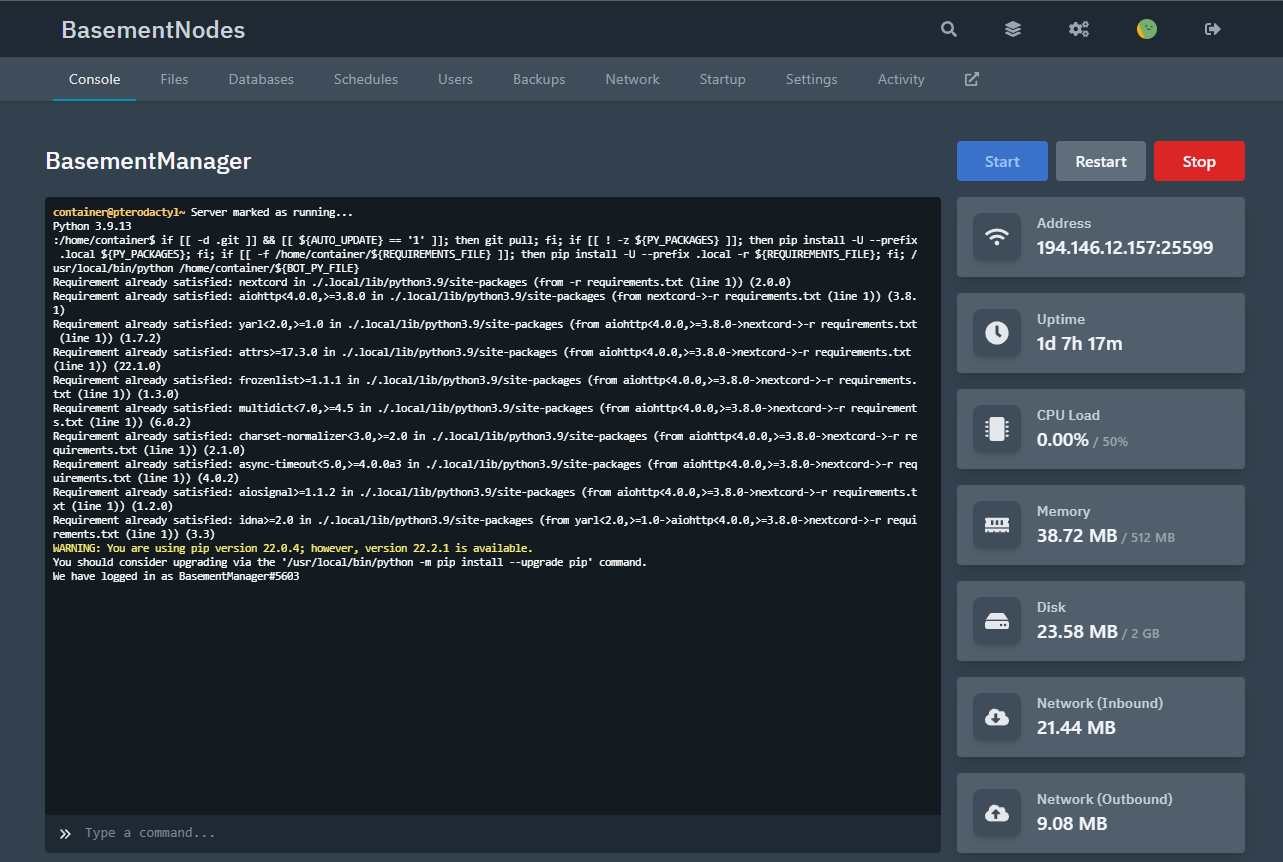 BasementNodes
Console Files Databases Schedules Users Backups Network Startup Settings Activity
BasementManager
Start Restart Stop
container@pterodactyl~ Server marked as running...
Python 3.9.13
:/home/container$ if [[ -d .git ]] && [[ ${AUTO_UPDATE} == '1' ]]; then git pull; fi; if [[ ! -z ${PY_PACKAGES} ]]; then pip install -U --prefix
.local ${PY_PACKAGES}; fi; if [[ -f /home/container/${REQUIREMENTS_FILE} ]]; then pip install -U --prefix .local -r ${REQUIREMENTS_FILE}; fi; /
usr/local/bin/python /home/container/${BOT_PY_FILE}
Requirement already satisfied: nextcord in ./.local/lib/python3.9/site-packages (from -r requirements.txt (line 1)) (2.0.0)
Requirement already satisfied: aiohttp<4.0.0,>=3.8.0 in ./.local/lib/python3.9/site-packages (from nextcord->-r requirements.txt (line 1)) (3.8.
1)
Requirement already satisfied: yarl<2.0,>=1.0 in ./.local/lib/python3.9/site-packages (from aiohttp<4.0.0,>=3.8.0->nextcord->-r requirements.txt
(line 1)) (1.7.2)
Requirement already satisfied: attrs>=17.3.0 in ./.local/lib/python3.9/site-packages (from aiohttp<4.0.0,>=3.8.0->nextcord->-r requirements.txt
(line 1)) (22.1.0)
Requirement already satisfied: frozenlist>=1.1.1 in ./.local/lib/python3.9/site-packages (from aiohttp<4.0.0,>=3.8.0->nextcord->-r requirements.
txt (line 1)) (1.3.0)
Requirement already satisfied: multidict<7.0,>=4.5 in ./.local/lib/python3.9/site-packages (from aiohttp<4.0.0,>=3.8.0->nextcord->-r requirement
s.txt (line 1)) (6.0.2)
Requirement already satisfied: charset-normalizer<3.0,>=2.0 in ./.local/lib/python3.9/site-packages (from aiohttp<4.0.0,>=3.8.0->nextcord->-r re
quirements.txt (line 1)) (2.1.0)
Requirement already satisfied: async-timeout<5.0,>=4.0.0a3 in ./.local/lib/python3.9/site-packages (from aiohttp<4.0.0,>=3.8.0->nextcord->-r req
uirements.txt (line 1)) (4.0.2)
Requirement already satisfied: aiosignal>=1.1.2 in ./.local/lib/python3.9/site-packages (from aiohttp<4.0.0,>=3.8.0->nextcord->-r requirements.t
xt (line 1)) (1.2.0)
Requirement already satisfied: idna>=2.0 in ./.local/lib/python3.9/site-packages (from yarl<2.0,>=1.0->aiohttp<4.0.0,>=3.8.0->nextcord->-r requi
rements.txt (line 1)) (3.3)
WARNING: You are using pip version 22.0.4; however, version 22.2.1 is available.
You should consider upgrading via the '/usr/local/bin/python -m pip install --upgrade pip' command.
We have logged in as BasementManager#5603
Type a command...
Address
194.146.12.157:25599
Uptime
1d 7h 17m
CPU Load
0.00% / 50%
Memory
38.72 MB / 512 MB
Disk
23.58 MB / 2 GB
Network (Inbound)
21.44 MB
Network (Outbound)
9.08 MB